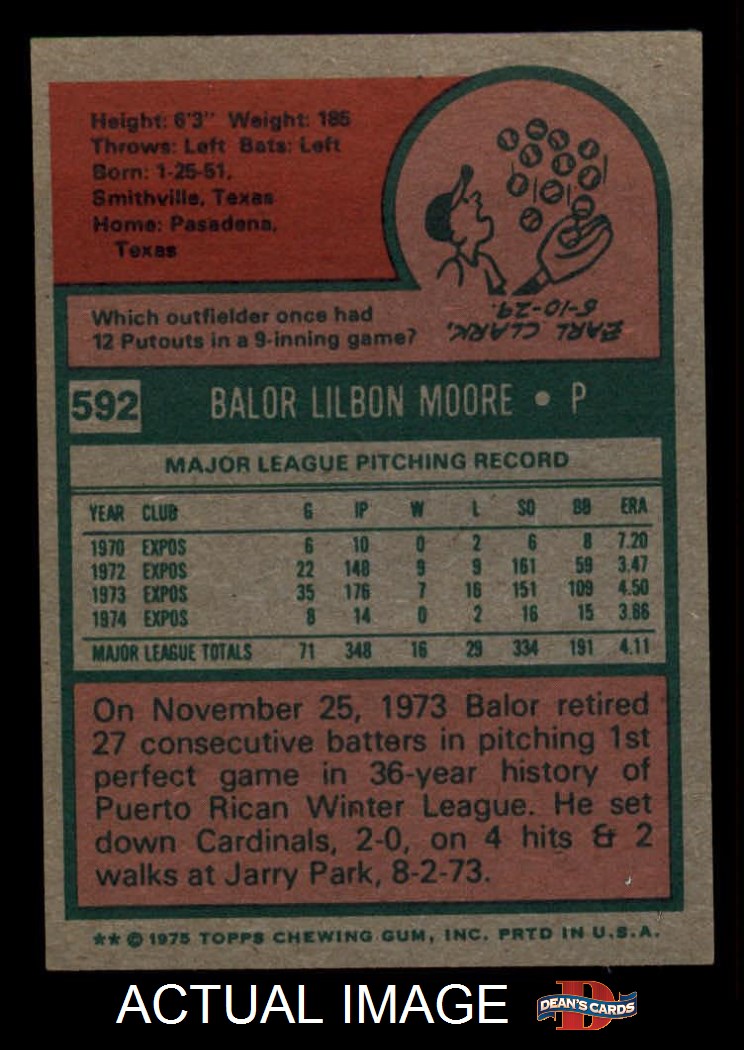 Height: 6'3" Weight: 185
Throws: Left Bats: Left
Born: 1-25-51,
Smithville, Texas
Home: Pasadena,
Texas
Which outfielder once had
12 Putouts in a 9-inning game?
EARL CLARK,
5-10-29.
592 BALOR LILBON MOORE • P
MAJOR LEAGUE PITCHING RECORD
YEAR CLUB G IP W L SO BB ERA
1970 EXPOS 6 10 0 2 6 8 7.20
1972 EXPOS 22 148 9 9 161 59 3.47
1973 EXPOS 35 176 7 16 151 109 4.50
1974 EXPOS 8 14 0 2 16 15 3.86
MAJOR LEAGUE TOTALS 71 348 16 29 334 191 4.11
On November 25, 1973 Balor retired
27 consecutive batters in pitching 1st
perfect game in 36-year history of
Puerto Rican Winter League. He set
down Cardinals, 2-0, on 4 hits & 2
walks at Jarry Park, 8-2-73.
** © 1975 TOPPS CHEWING GUM, INC. PRTD IN U.S.A.
ACTUAL IMAGE
D
DEAN'S CARDS